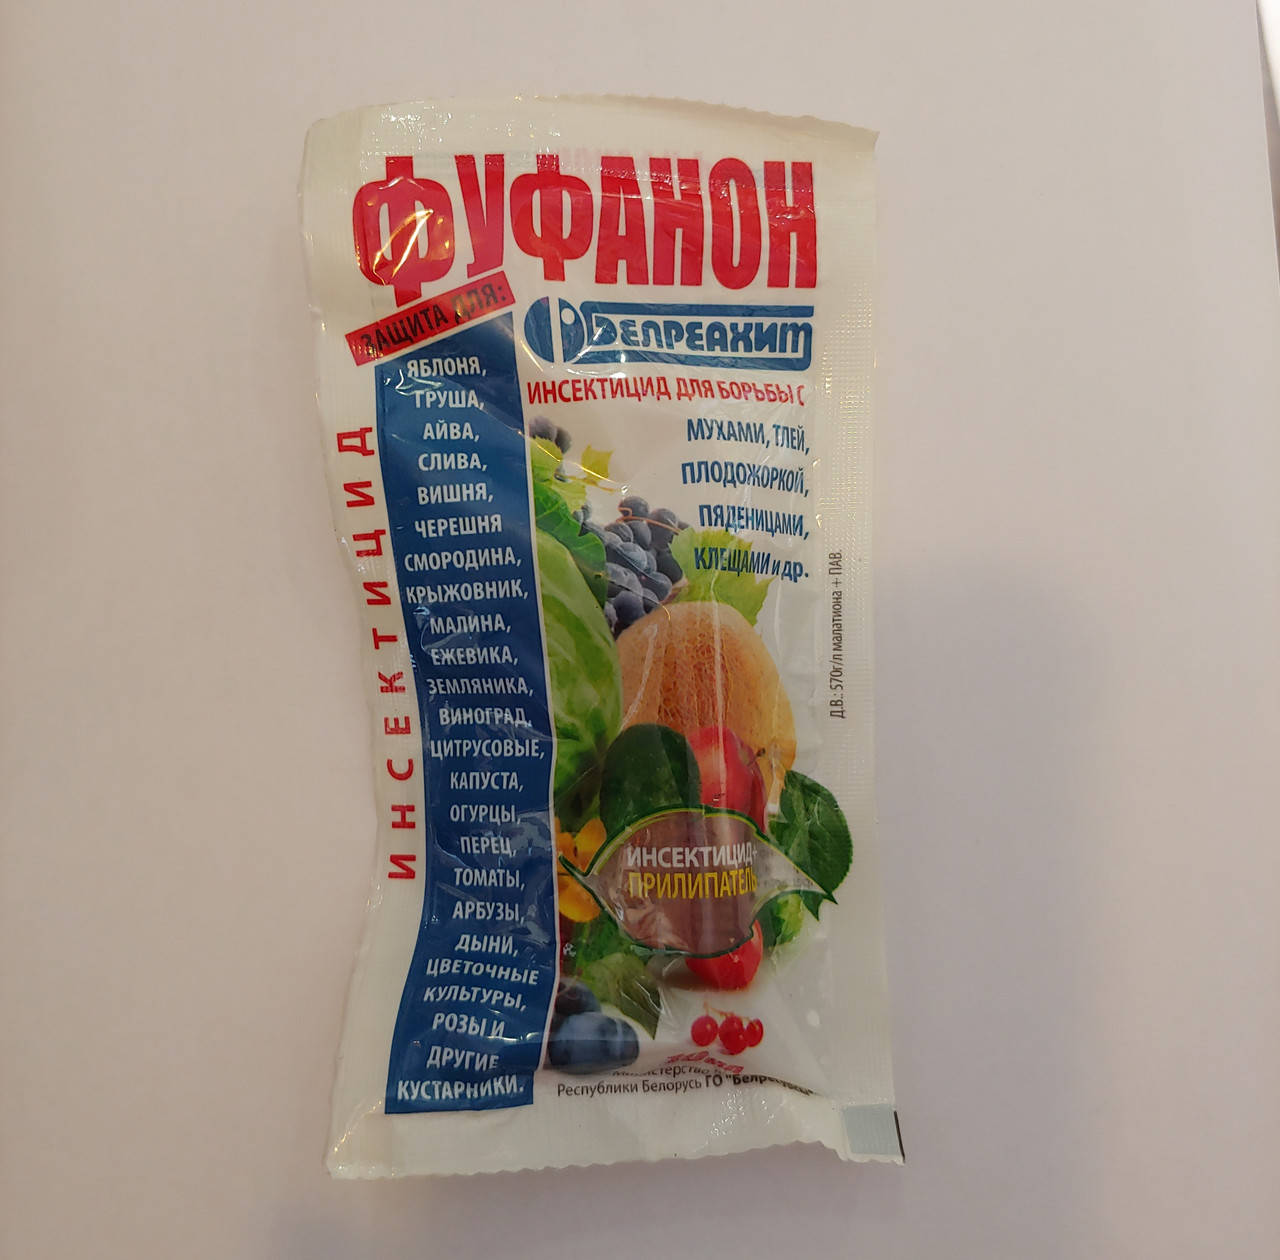 ФУФАНОН
ЗАЩИТА ДЛЯ:
БЕЛРЕАХИМ
ИНСЕКТИЦИД ДЛЯ БОРЬБЫ С
МУХАМИ, ТЛЕЙ,
ПЛОДОЖОРКОЙ,
ПЯДЕНИЦАМИ,
КЛЕЩАМИ и др.
ИНСЕКТИЦИД
ЯБЛОНЯ,
ГРУША,
АЙВА,
СЛИВА,
ВИШНЯ,
ЧЕРЕШНЯ
СМОРОДИНА,
КРЫЖОВНИК,
МАЛИНА,
ЕЖЕВИКА,
ЗЕМЛЯНИКА,
ВИНОГРАД,
ЦИТРУСОВЫЕ,
КАПУСТА,
ОГУРЦЫ,
ПЕРЕЦ,
ТОМАТЫ,
АРБУЗЫ,
ДЫНИ,
ЦВЕТОЧНЫЕ
КУЛЬТУРЫ,
РОЗЫ И
ДРУГИЕ
КУСТАРНИКИ.
Д.В.: 570г/л малатиона + ПАВ.
ИНСЕКТИЦИД+
ПРИЛИПАТЕЛЬ
Республики Беларусь ГО